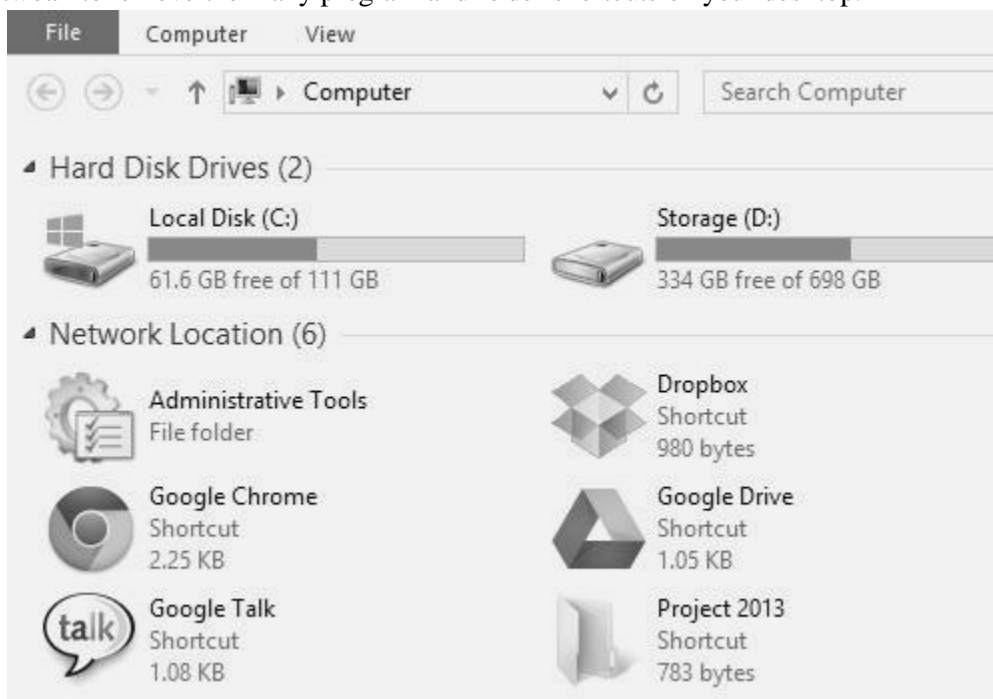 File Computer View
Computer Search Computer
Hard Disk Drives (2)
Local Disk (C:) Storage (D:)
61.6 GB free of 111 GB 334 GB free of 698 GB
Network Location (6)
Administrative Tools
File folder
Dropbox
Shortcut
980 bytes
Google Chrome
Shortcut
2.25 KB
Google Drive
Shortcut
1.05 KB
talk
Google Talk
Shortcut
1.08 KB
Project 2013
Shortcut
783 bytes